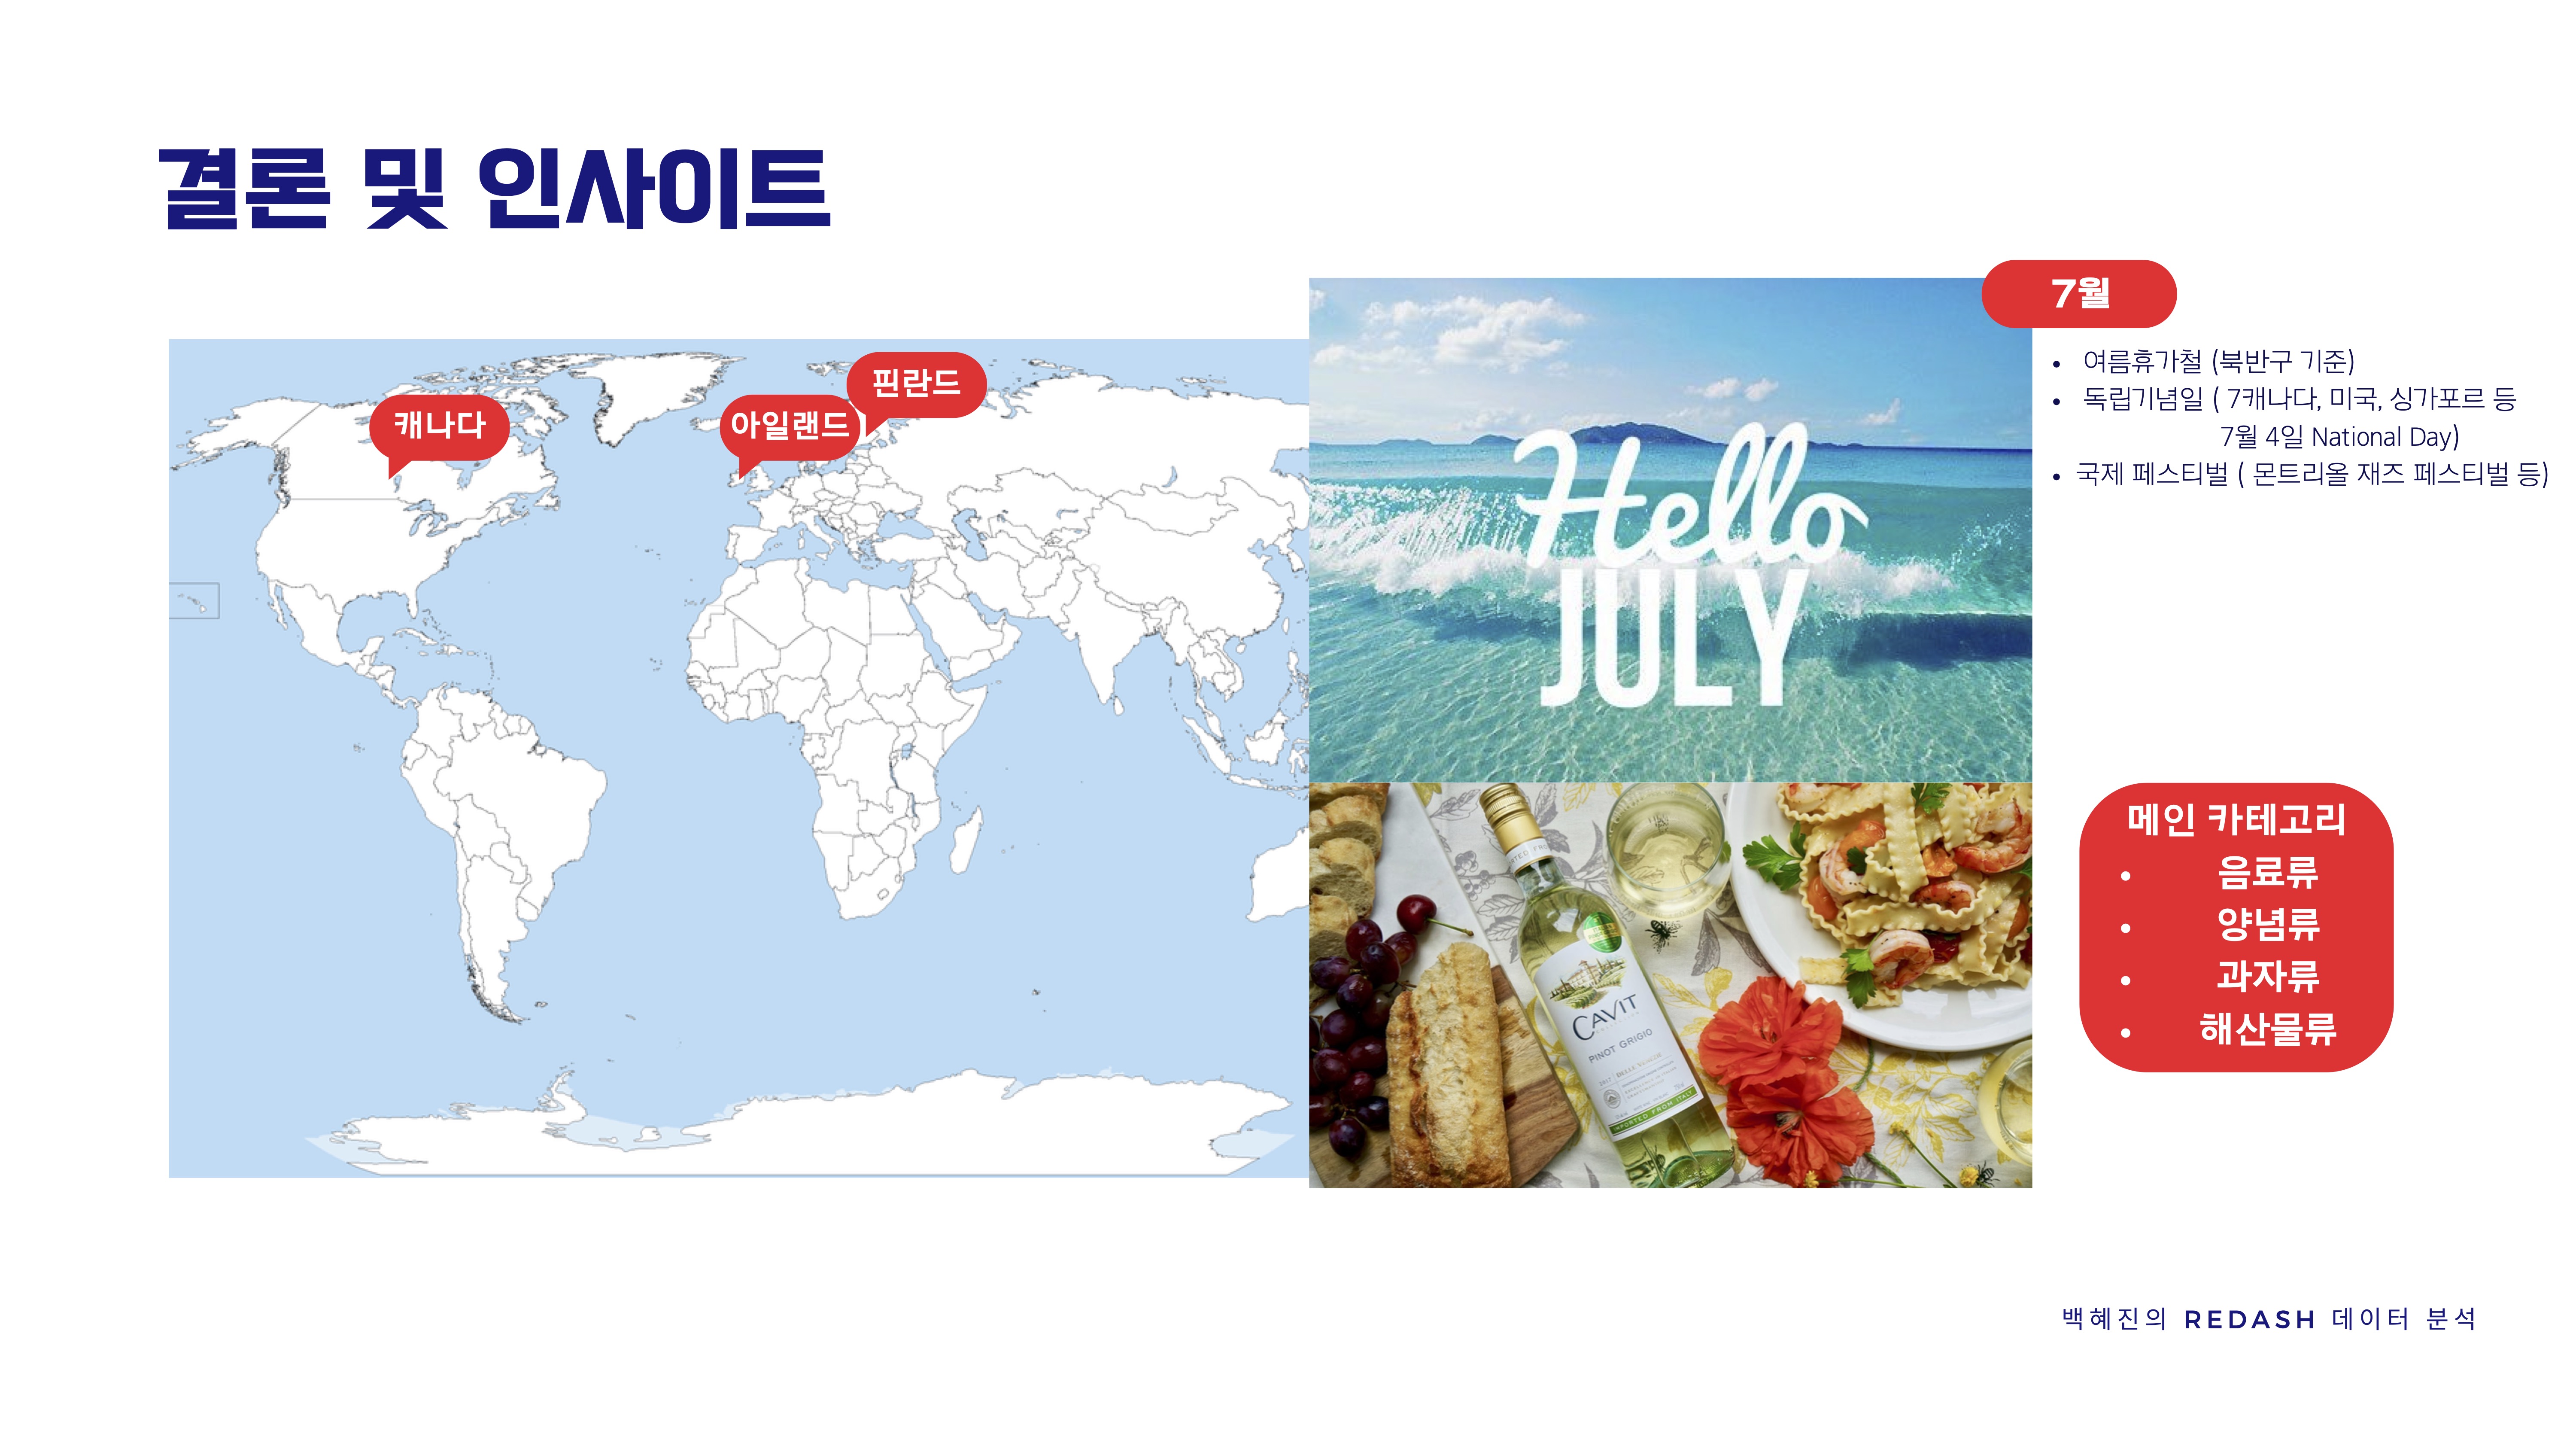 결론 및 인사이트
캐나다
아일랜드
핀란드
Hello
JULY
7월
• 여름휴가철 (북반구 기준)
• 독립기념일 ( 7캐나다, 미국, 싱가포르 등
7월 4일 National Day)
• 국제 페스티벌 ( 몬트리올 재즈 페스티벌 등)
메인 카테고리
• 음료류
• 양념류
• 과자류
• 해산물류
CAVIT
PINOT GRIGIO
IMPORTED FROM ITALY
백혜진의 REDASH 데이터 분석